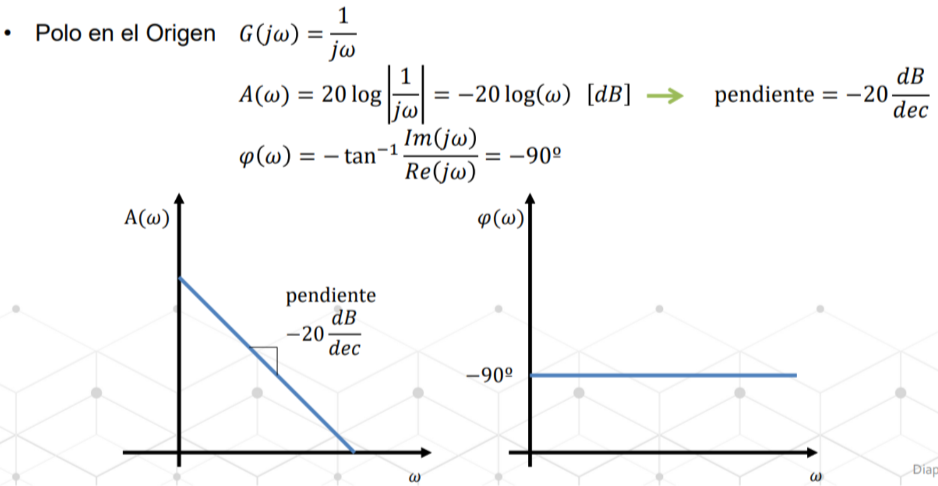 • Polo en el Origen G(jω) = 1/jω
A(ω) = 20 log|1/jω| = −20 log(ω) [dB] → pendiente = −20 dB/dec
φ(ω) = − tan⁻¹ Im(jω)/Re(jω) = −90º
A(ω)
φ(ω)
pendiente
−20 dB/dec
−90º
ω
ω
Diap